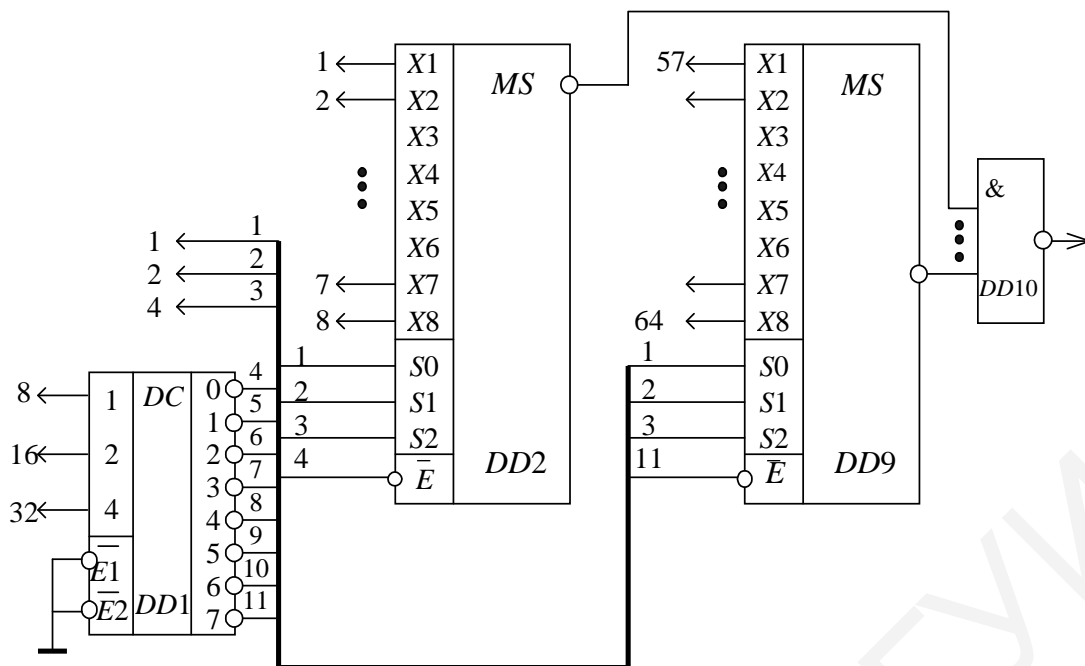 1 X1 MS
2 X2
X3
X4
X5
X6
7 X7
8 X8
1 S0
2 S1
3 S2
4 E̅ DD2
57 X1 MS
X2
X3
X4
X5
X6
X7
64 X8
1 S0
2 S1
3 S2
11 E̅ DD9
&
DD10
1 1
2 2
4 3
8 1 DC 0 4
1 5
16 2 2 6
3 7
32 4 4 8
E̅1̅ 5 9
6 10
E̅2̅ DD1 7 11
ГУИ